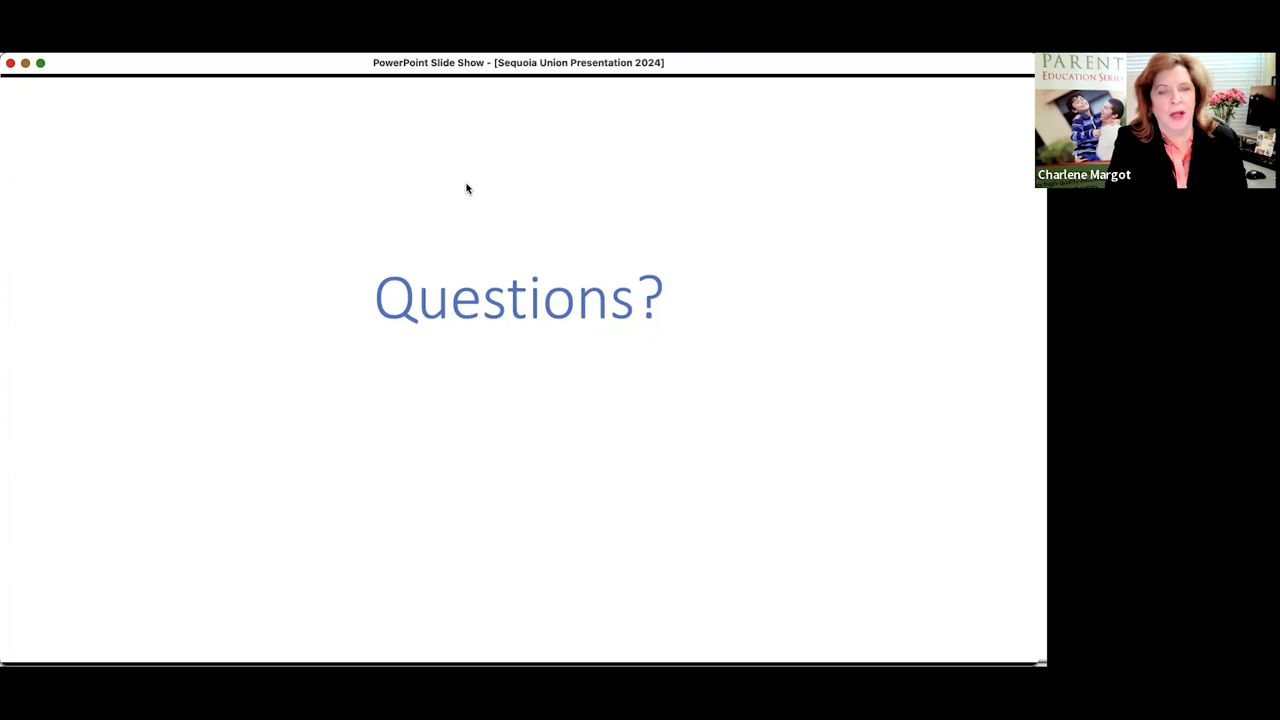 PowerPoint Slide Show - [Sequoia Union Presentation 2024]
PARENT
EDUCATION SERIES
Charlene Margot
Questions?